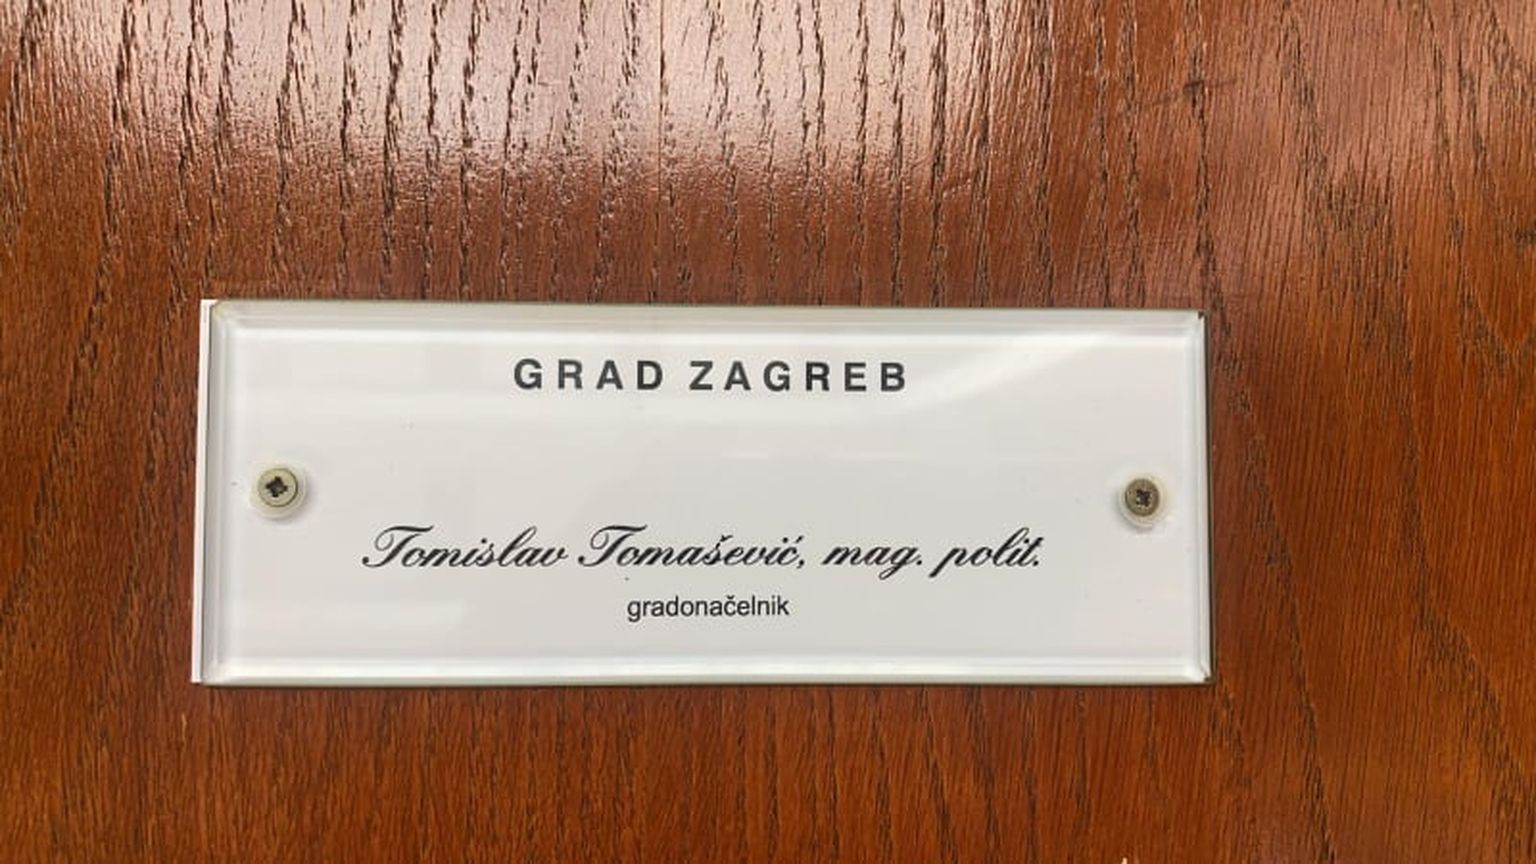 GRAD ZAGREB
Tomislav Tomašević, mag. polit.
gradonačelnik